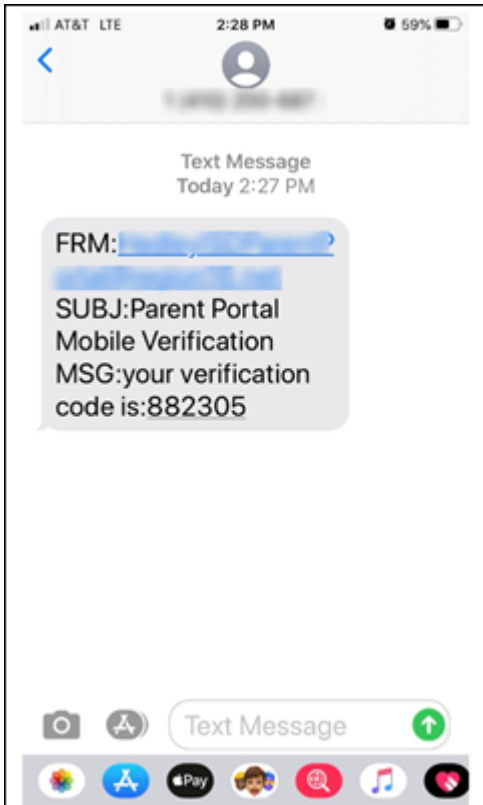 AT&T LTE 2:28 PM 59%
Text Message
Today 2:27 PM
FRM:
SUBJ:Parent Portal
Mobile Verification
MSG:your verification
code is:882305
Text Message
Pay